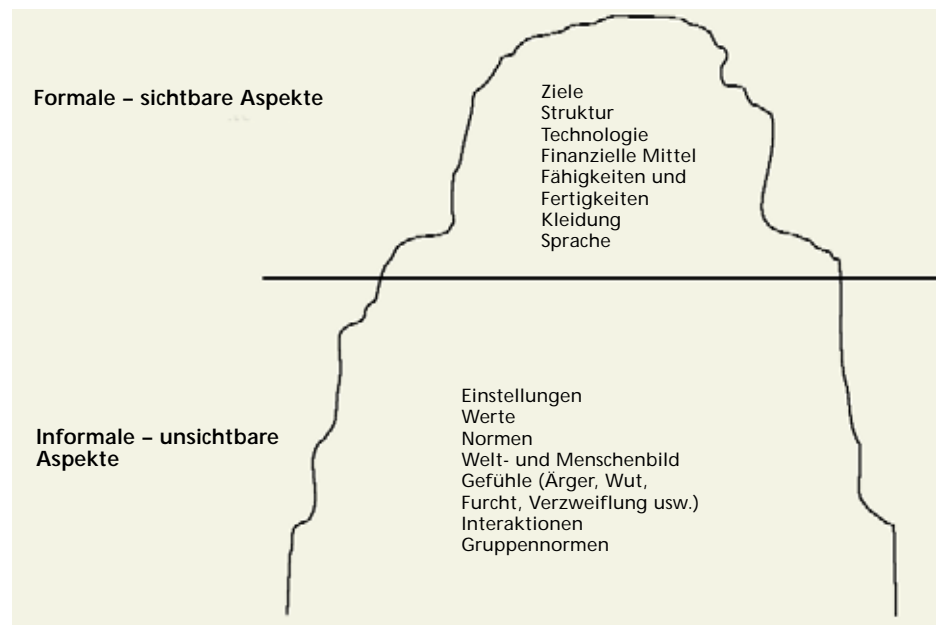 Formale – sichtbare Aspekte
Ziele
Struktur
Technologie
Finanzielle Mittel
Fähigkeiten und
Fertigkeiten
Kleidung
Sprache
Informale – unsichtbare
Aspekte
Einstellungen
Werte
Normen
Welt- und Menschenbild
Gefühle (Ärger, Wut,
Furcht, Verzweiflung usw.)
Interaktionen
Gruppennormen